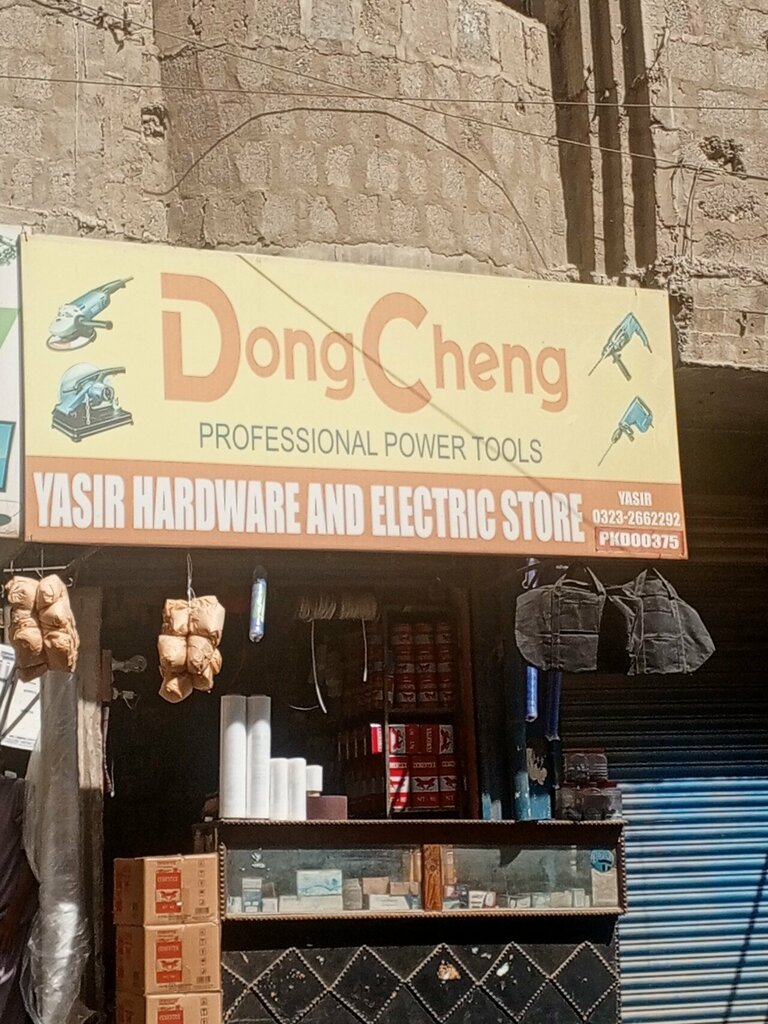 DongCheng
PROFESSIONAL POWER TOOLS
YASIR HARDWARE AND ELECTRIC STORE
YASIR
0323-2662292
PKD00375